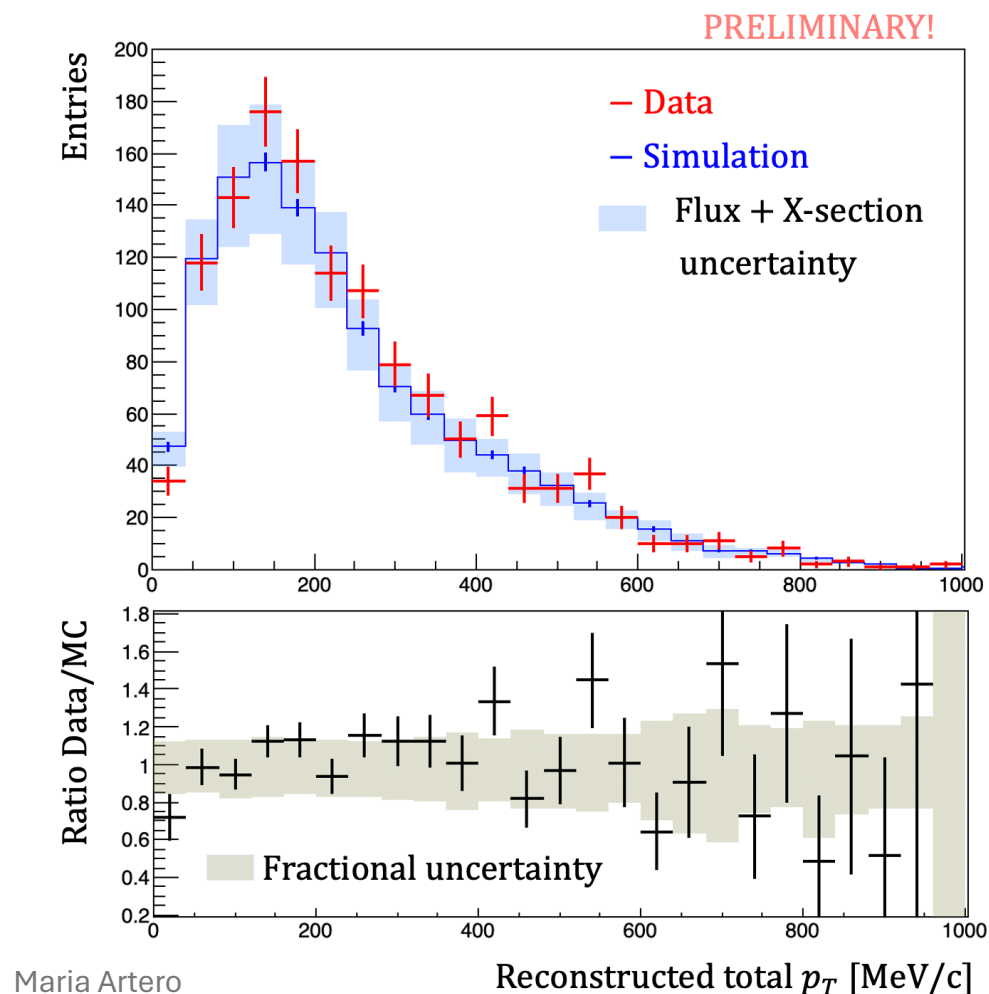 PRELIMINARY!
Entries
200
180
160
140
120
100
80
60
40
20
0
Data
Simulation
Flux + X-section
uncertainty
0 200 400 600 800 1000
Ratio Data/MC
1.8
1.6
1.4
1.2
1
0.8
0.6
0.4
0.2
Fractional uncertainty
0 200 400 600 800 1000
Maria Artero
Reconstructed total p_T [MeV/c]